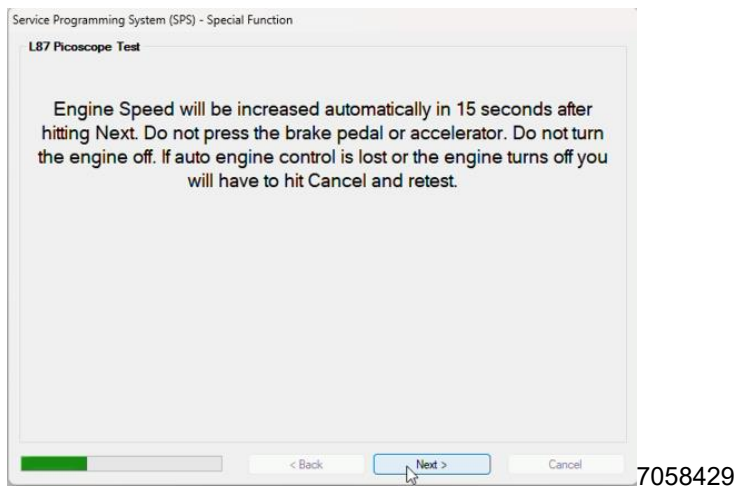 Service Programming System (SPS) - Special Function
L87 Picoscope Test
Engine Speed will be increased automatically in 15 seconds after
hitting Next. Do not press the brake pedal or accelerator. Do not turn
the engine off. If auto engine control is lost or the engine turns off you
will have to hit Cancel and retest.
< Back Next > Cancel
7058429